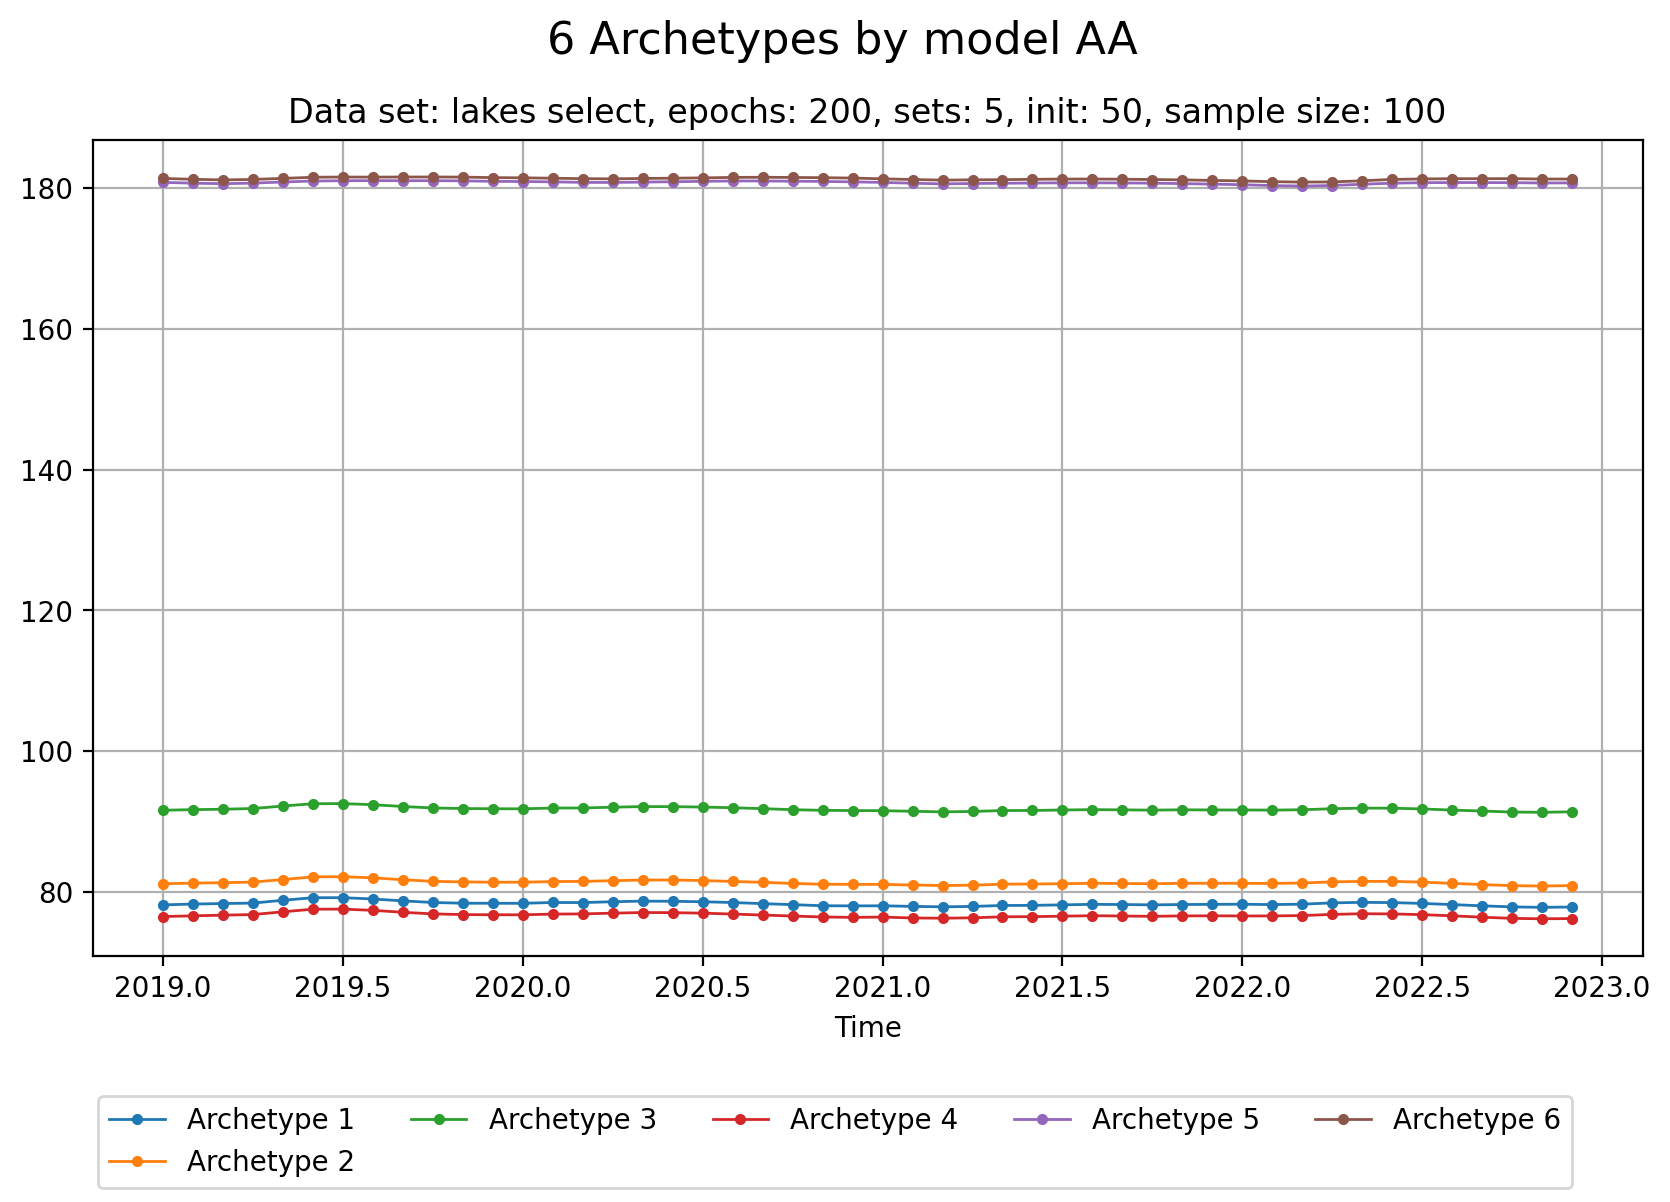 6 Archetypes by model AA
Data set: lakes select, epochs: 200, sets: 5, init: 50, sample size: 100
180
160
140
120
100
80
2019.0 2019.5 2020.0 2020.5 2021.0 2021.5 2022.0 2022.5 2023.0
Time
Archetype 1 Archetype 3 Archetype 4 Archetype 5 Archetype 6
Archetype 2